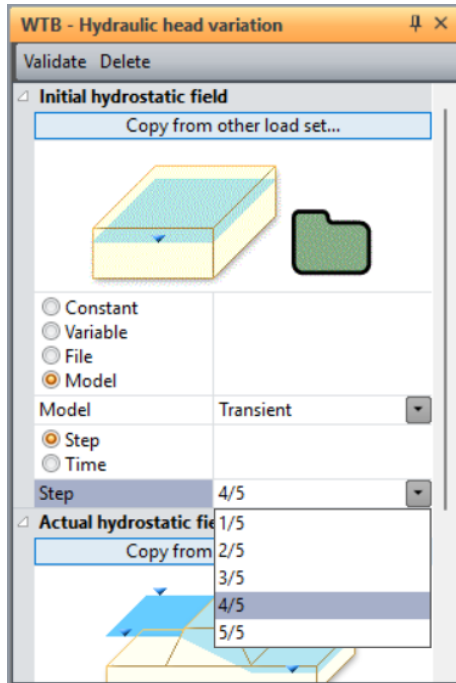 WTB - Hydraulic head variation
Validate Delete
Initial hydrostatic field
Copy from other load set...
Constant
Variable
File
Model
Model Transient
Step
Time
Step 4/5
Actual hydrostatic fie
1/5
Copy from
2/5
3/5
4/5
5/5